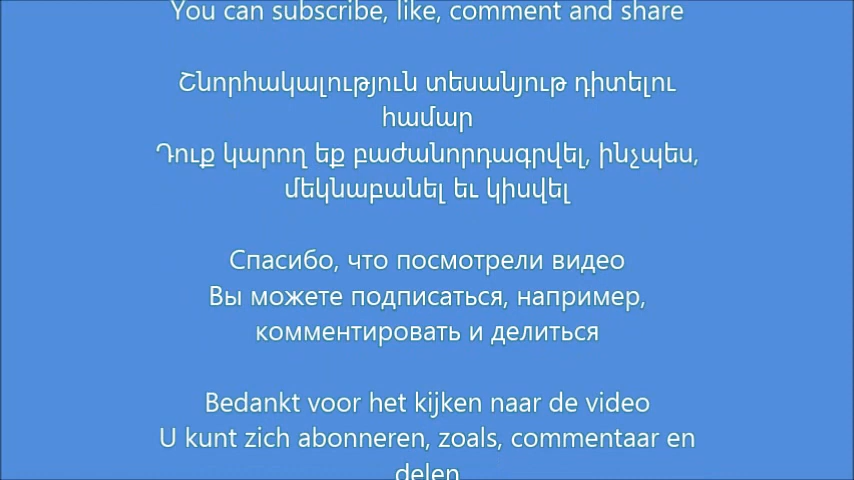 You can subscribe, like, comment and share
Շնորհակալություն տեսանյութ դիտելու
համար
Դուք կարող եք բաժանորդագրվել, ինչպես,
մեկնաբանել եւ կիսվել
Спасибо, что посмотрели видео
Вы можете подписаться, например,
комментировать и делиться
Bedankt voor het kijken naar de video
U kunt zich abonneren, zoals, commentaar en
delen